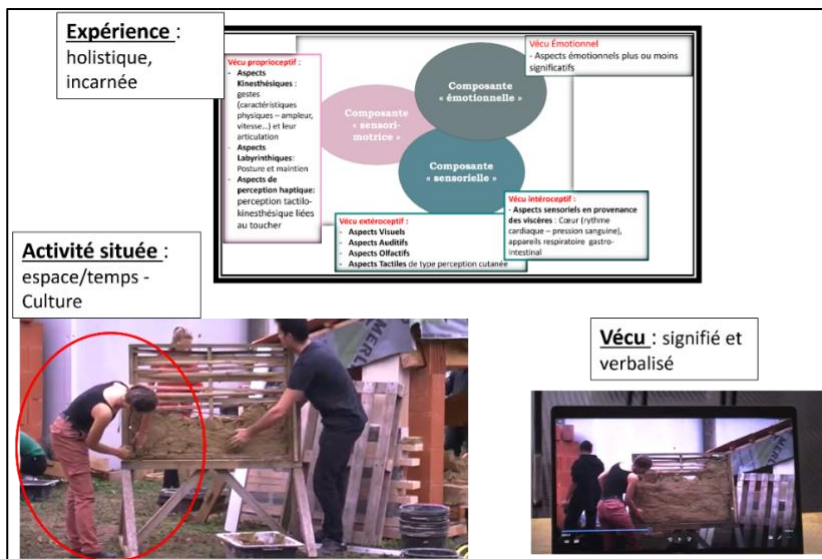 Expérience :
holistique,
incarnée
Vécu proprioceptif :
- Aspects
Kinesthésiques :
gestes
(caractéristiques
physiques – ampleur,
vitesse...) et leur
articulation
- Aspects
Labyrinthiques:
Posture et maintien
- Aspects de
perception haptique:
perception tactilo-
kinesthésique liées
au toucher
Composante
« sensori-
motrice »
Composante
« émotionnelle »
Composante
« sensorielle »
Vécu Émotionnel
- Aspects émotionnels plus ou moins
significatifs
Vécu intéroceptif :
- Aspects sensoriels en provenance
des viscères : Cœur (rythme
cardiaque – pression sanguine),
appareils respiratoire gastro-
intestinal
Vécu extéroceptif :
- Aspects Visuels
- Aspects Auditifs
- Aspects Olfactifs
- Aspects Tactiles de type perception cutanée
Activité située :
espace/temps -
Culture
MERL
Vécu : signifié et
verbalisé